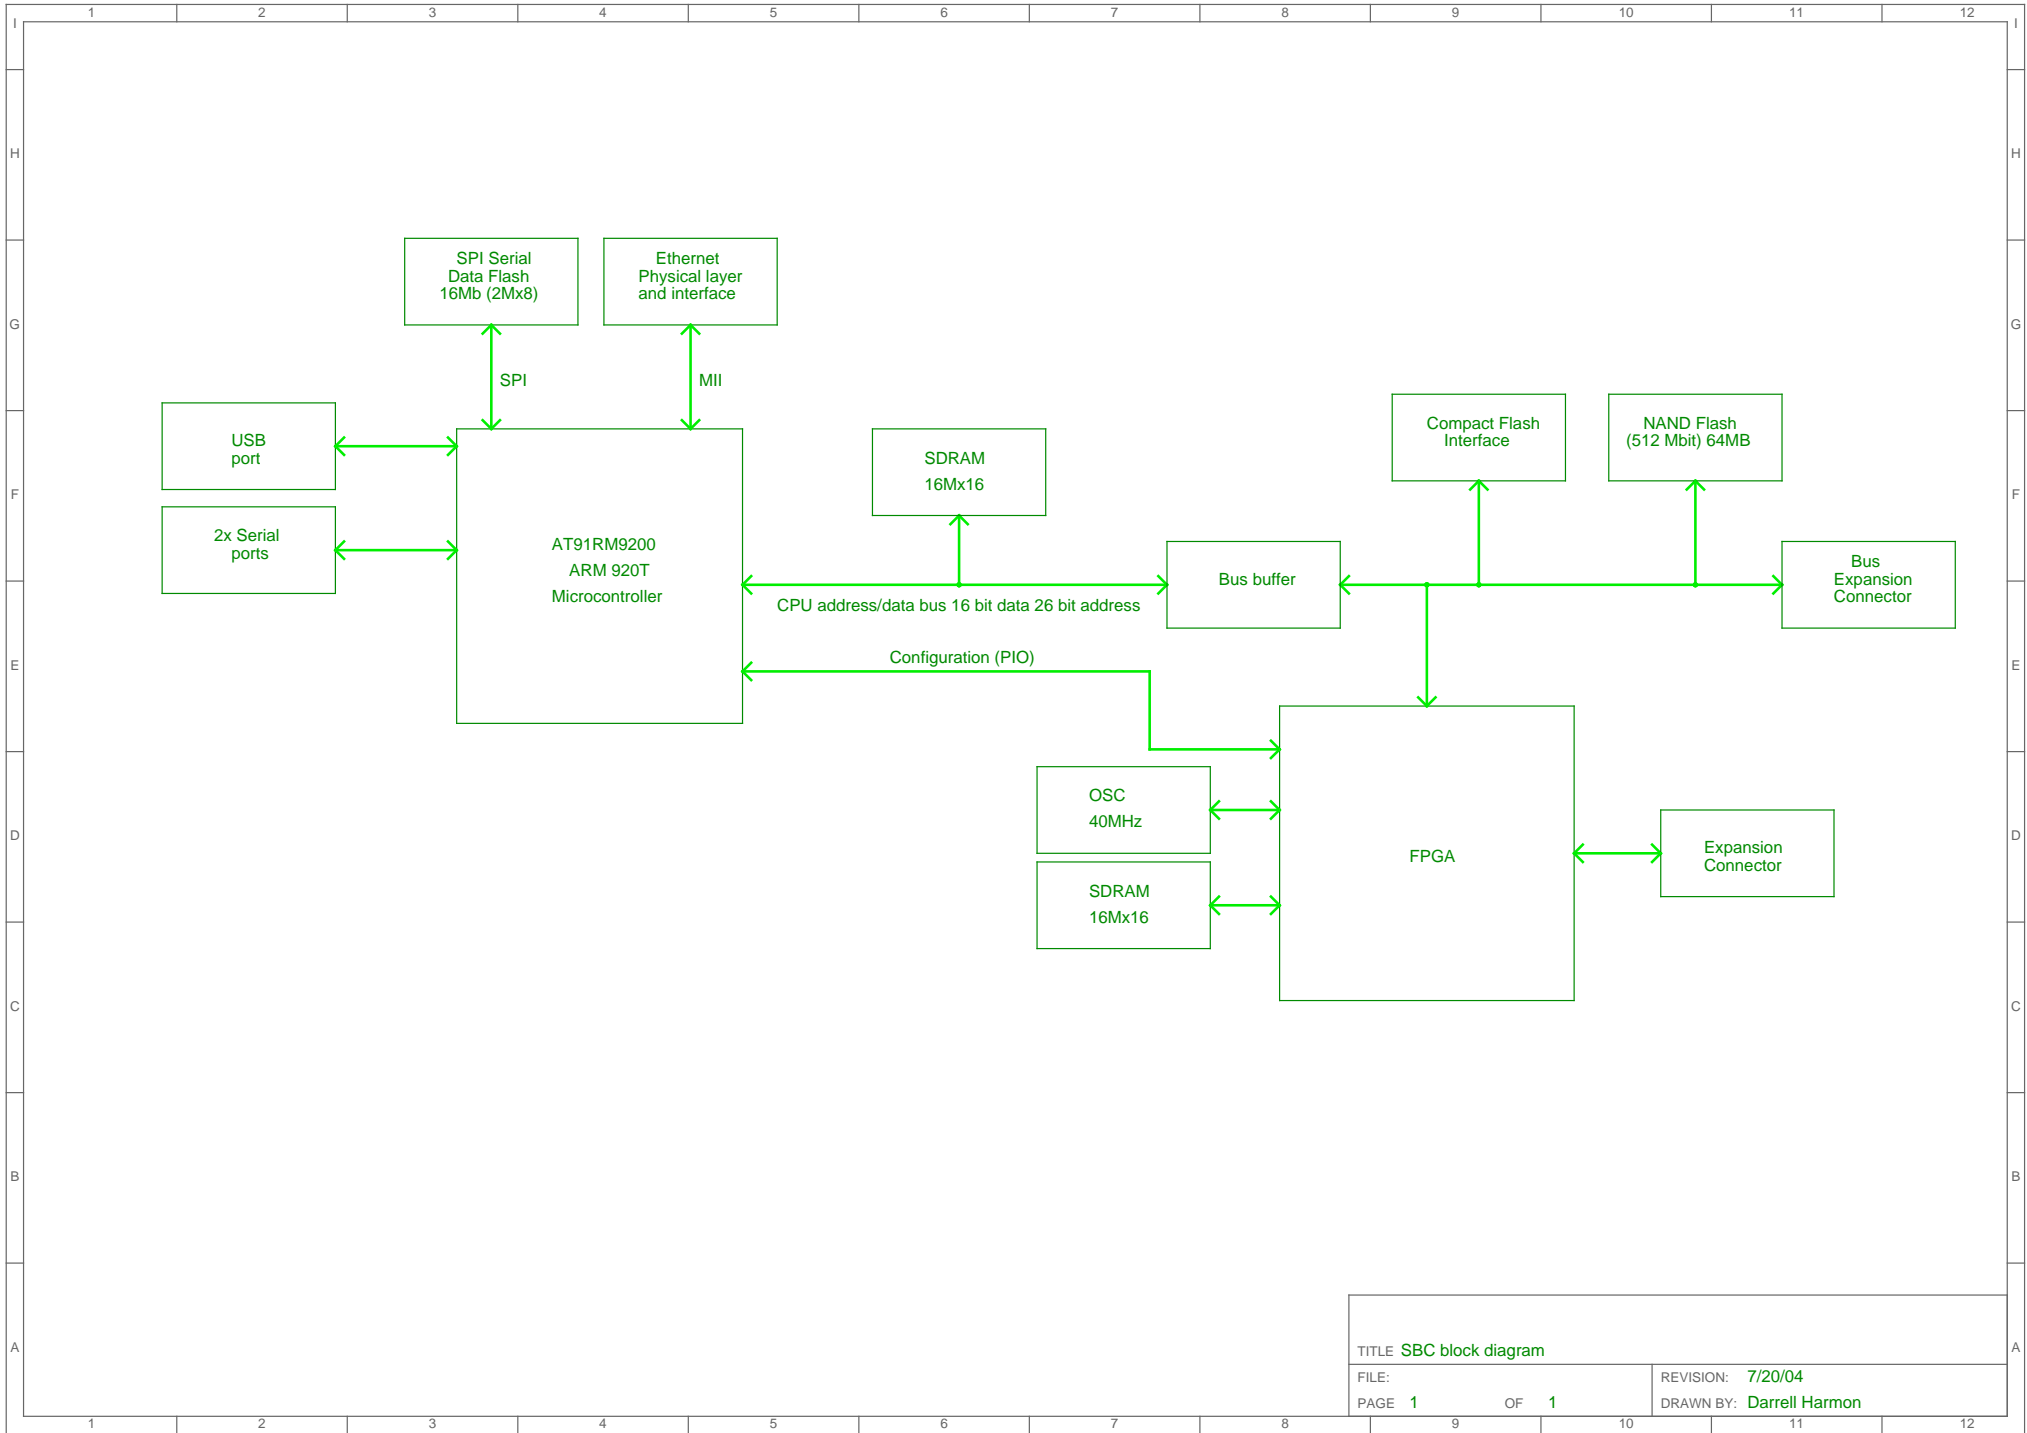 1 2 3 4 5 6 7 8 9 10 11 12
I I
H H
SPI Serial
Data Flash
16Mb (2Mx8)
Ethernet
Physical layer
and interface
G G
SPI
MII
USB
port
2x Serial
ports
AT91RM9200
ARM 920T
Microcontroller
SDRAM
16Mx16
Compact Flash
Interface
NAND Flash
(512 Mbit) 64MB
F F
Bus buffer
Bus
Expansion
Connector
CPU address/data bus 16 bit data 26 bit address
Configuration (PIO)
E E
OSC
40MHz
SDRAM
16Mx16
FPGA
Expansion
Connector
D D
C C
B B
A A
TITLE SBC block diagram
FILE:
REVISION: 7/20/04
PAGE 1 OF 1
DRAWN BY: Darrell Harmon
1 2 3 4 5 6 7 8 9 10 11 12